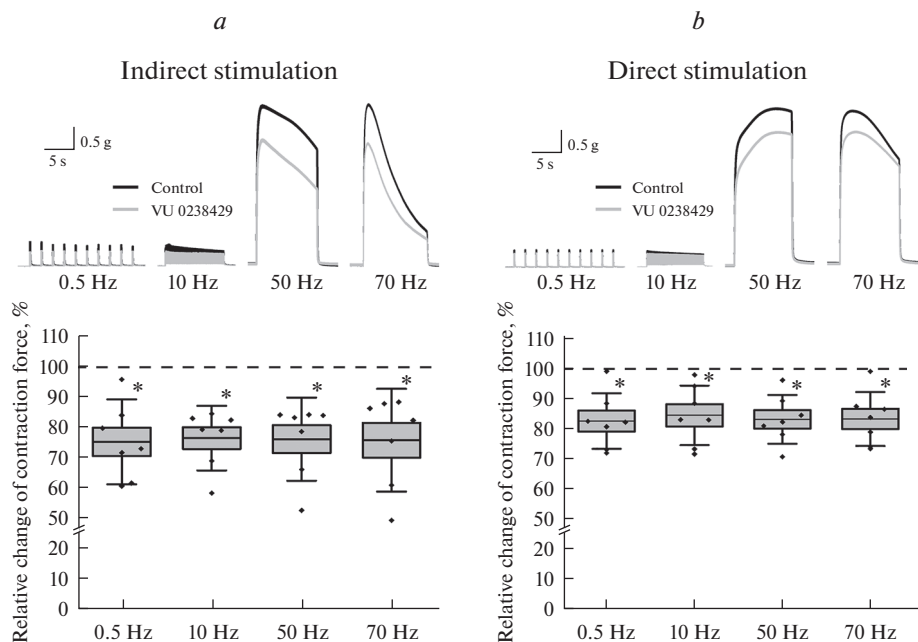 a
Indirect stimulation
0.5 g
5 s
Control
VU 0238429
0.5 Hz 10 Hz 50 Hz 70 Hz
Relative change of contraction force, %
110
100
90
80
70
60
50
20
10
0
* * * *
0.5 Hz 10 Hz 50 Hz 70 Hz
b
Direct stimulation
0.5 g
5 s
Control
VU 0238429
0.5 Hz 10 Hz 50 Hz 70 Hz
Relative change of contraction force, %
110
100
90
80
70
60
50
20
10
0
* * * *
0.5 Hz 10 Hz 50 Hz 70 Hz